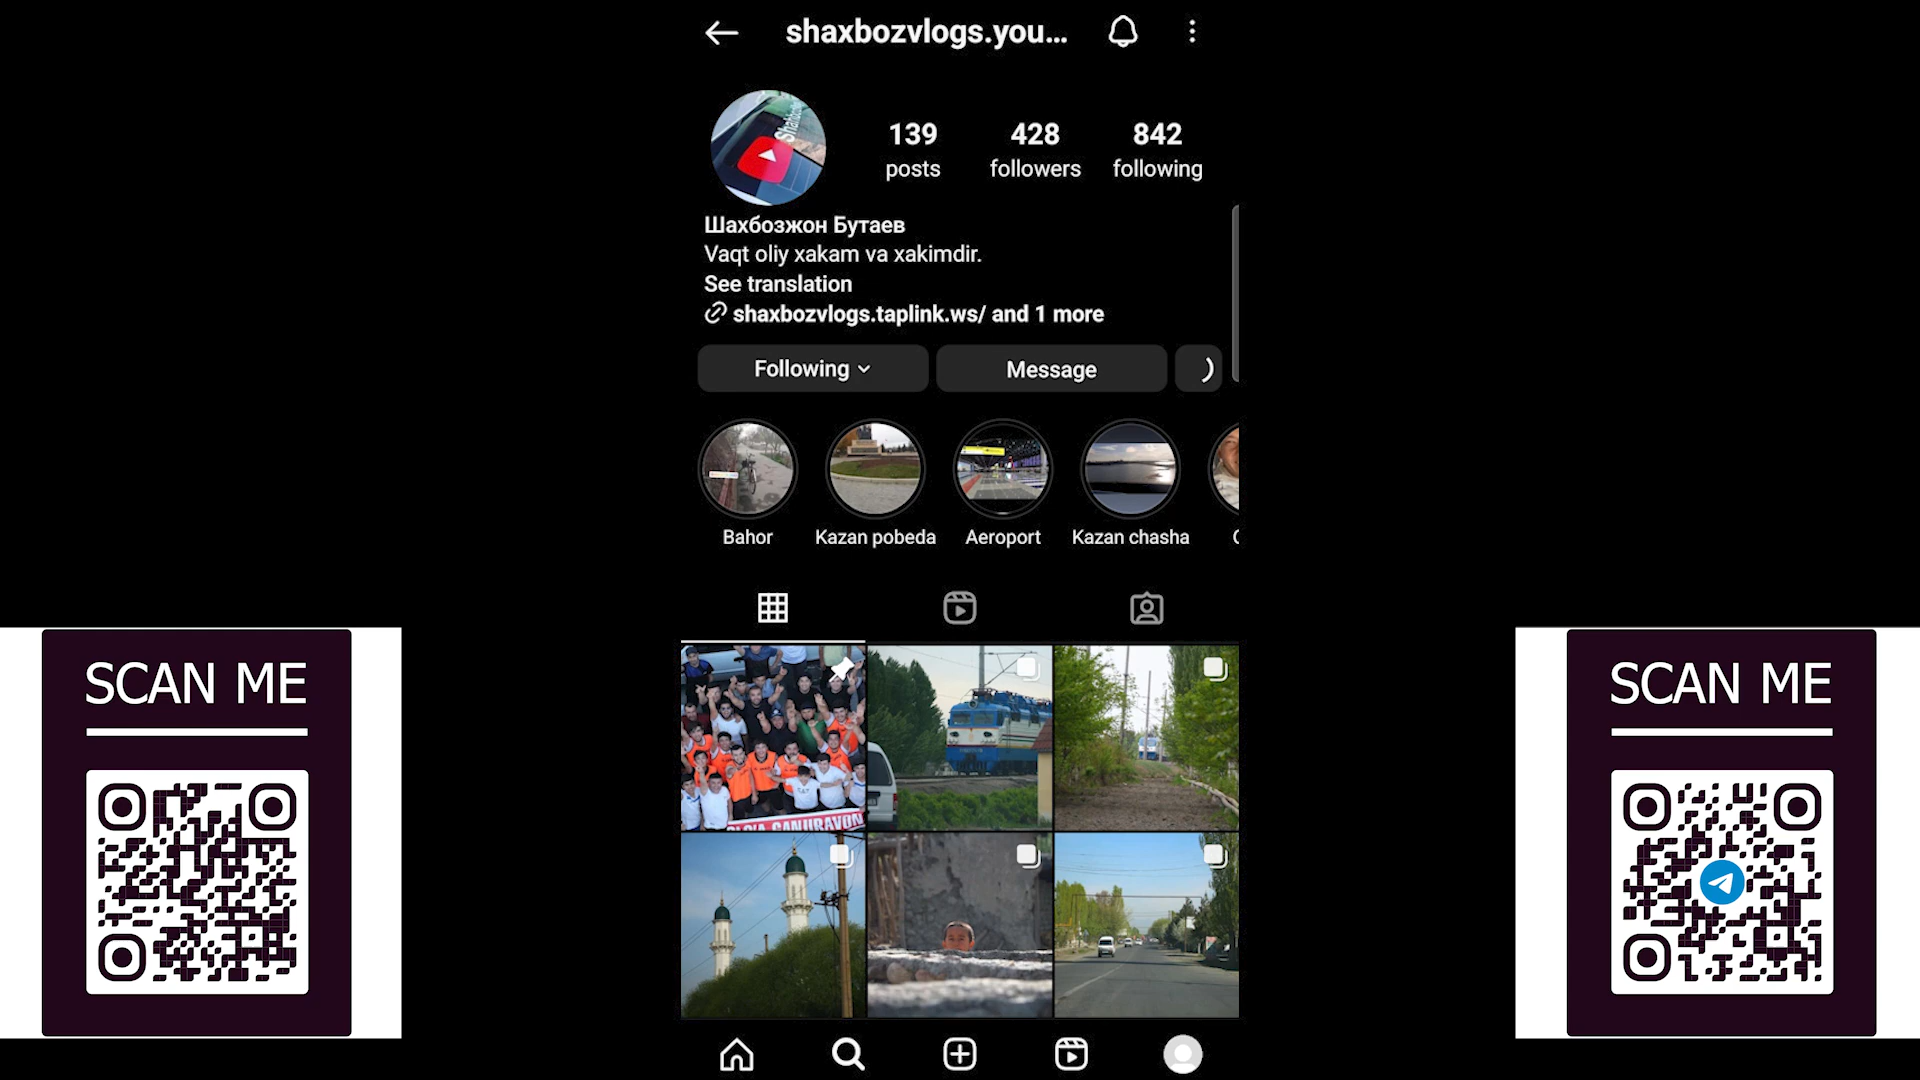 shaxbozvlogs.you...
139 posts
428 followers
842 following
Шахбозжон Бутаев
Vaqt oliy xakam va xakimdir.
See translation
shaxbozvlogs.taplink.ws/ and 1 more
Following
Message
Bahor
Kazan pobeda
Aeroport
Kazan chasha
SCAN ME
SCAN ME